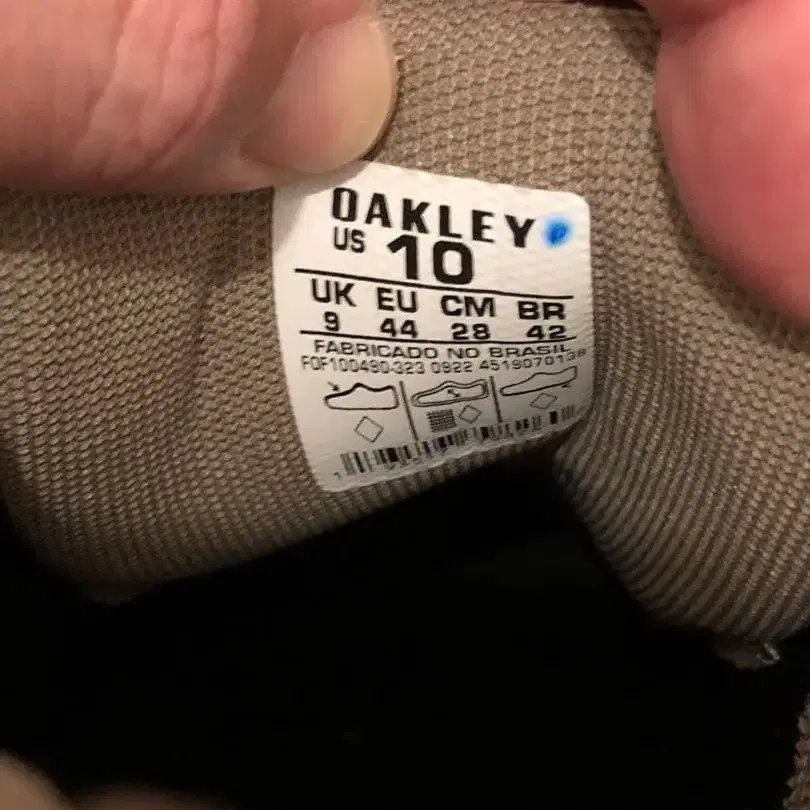 OAKLEY
US 10
UK EU CM BR
9 44 28 42
FABRICADO NO BRASIL
FOF100490-323 0922 4519070138